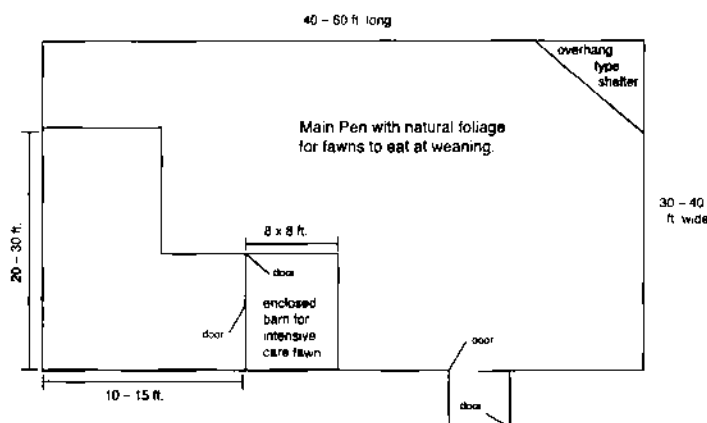 40 – 60 ft. long
overhang
type
shelter
Main Pen with natural foliage
for fawns to eat at weaning.
30 – 40
ft. wide
20 – 30 ft.
8 x 8 ft.
door
enclosed
barn for
intensive
care fawn
door
door
10 – 15 ft.
door